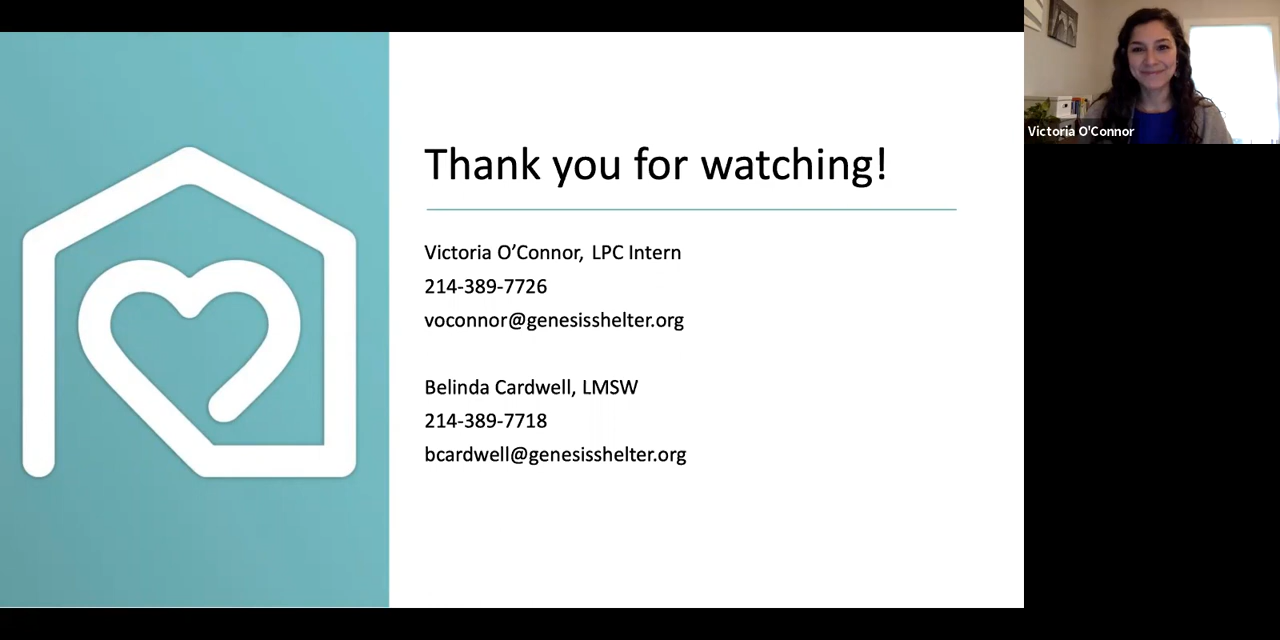 Thank you for watching!
Victoria O’Connor, LPC Intern
214-389-7726
voconnor@genesisshelter.org
Belinda Cardwell, LMSW
214-389-7718
bcardwell@genesisshelter.org
Victoria O'Connor